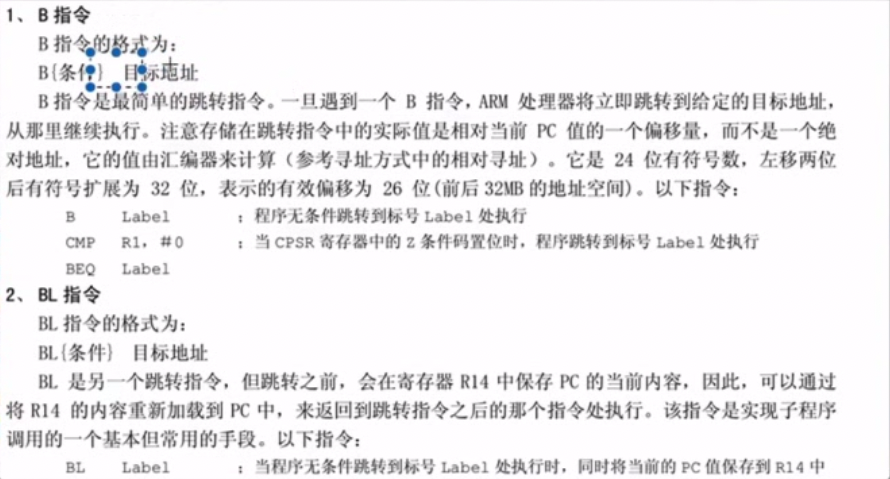 1、 B 指令
B 指令的格式为：
B{条件} 目标地址
B 指令是最简单的跳转指令。一旦遇到一个 B 指令，ARM 处理器将立即跳转到给定的目标地址，
从那里继续执行。注意存储在跳转指令中的实际值是相对当前 PC 值的一个偏移量，而不是一个绝
对地址，它的值由汇编器来计算（参考寻址方式中的相对寻址）。它是 24 位有符号数，左移两位
后有符号扩展为 32 位，表示的有效偏移为 26 位(前后 32MB 的地址空间)。以下指令：
B Label ；程序无条件跳转到标号 Label 处执行
CMP R1，#0 ；当 CPSR 寄存器中的 Z 条件码置位时，程序跳转到标号 Label 处执行
BEQ Label
2、 BL 指令
BL 指令的格式为：
BL{条件} 目标地址
BL 是另一个跳转指令，但跳转之前，会在寄存器 R14 中保存 PC 的当前内容，因此，可以通过
将 R14 的内容重新加载到 PC 中，来返回到跳转指令之后的那个指令处执行。该指令是实现子程序
调用的一个基本但常用的手段。以下指令：
BL Label ；当程序无条件跳转到标号 Label 处执行时，同时将当前的 PC 值保存到 R14 中